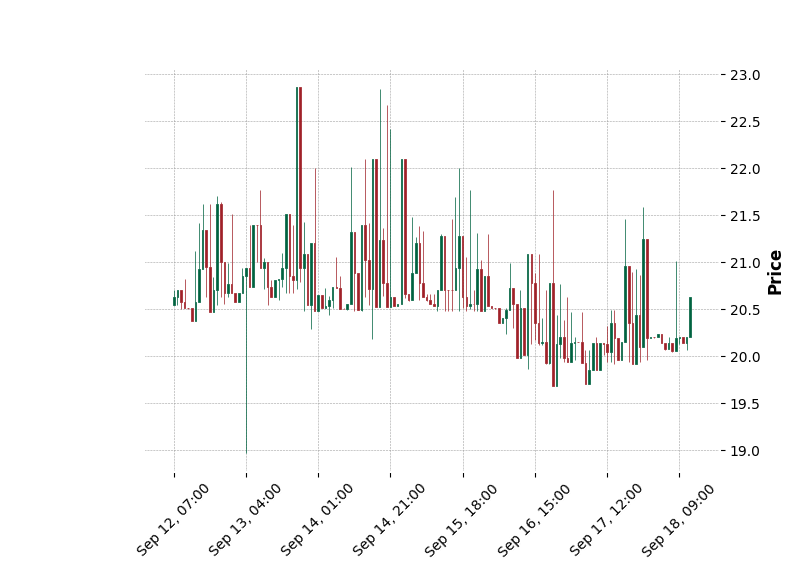 23.0
22.5
22.0
21.5
21.0
20.5
20.0
19.5
19.0
Price
Sep 12, 07:00
Sep 13, 04:00
Sep 14, 01:00
Sep 14, 21:00
Sep 15, 18:00
Sep 16, 15:00
Sep 17, 12:00
Sep 18, 09:00